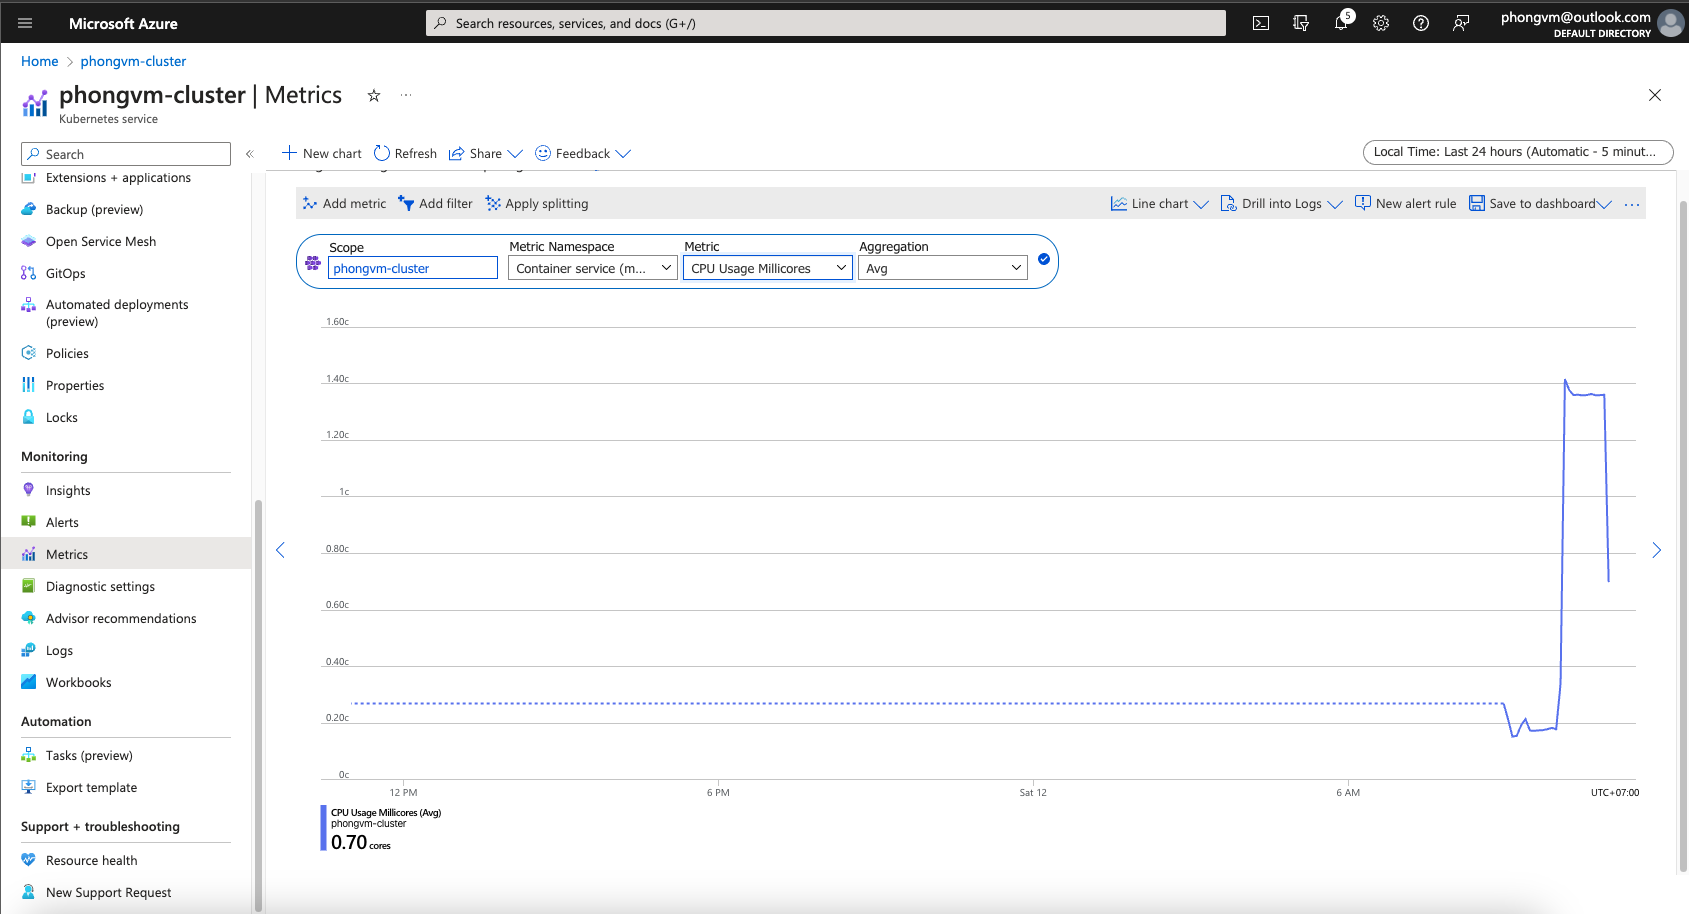 Microsoft Azure
Search resources, services, and docs (G+/)
5
phongvm@outlook.com
DEFAULT DIRECTORY
Home > phongvm-cluster
phongvm-cluster | Metrics
Kubernetes service
Search
New chart
Refresh
Share
Feedback
Local Time: Last 24 hours (Automatic - 5 minut...
Extensions + applications
Backup (preview)
Open Service Mesh
GitOps
Automated deployments
(preview)
Policies
Properties
Locks
Monitoring
Insights
Alerts
Metrics
Diagnostic settings
Advisor recommendations
Logs
Workbooks
Automation
Tasks (preview)
Export template
Support + troubleshooting
Resource health
New Support Request
Add metric
Add filter
Apply splitting
Line chart
Drill into Logs
New alert rule
Save to dashboard
Scope
phongvm-cluster
Metric Namespace
Container service (m...
Metric
CPU Usage Millicores
Aggregation
Avg
1.60c
1.40c
1.20c
1c
0.80c
0.60c
0.40c
0.20c
0c
12 PM
6 PM
Sat 12
6 AM
UTC+07:00
CPU Usage Millicores (Avg)
phongvm-cluster
0.70 cores